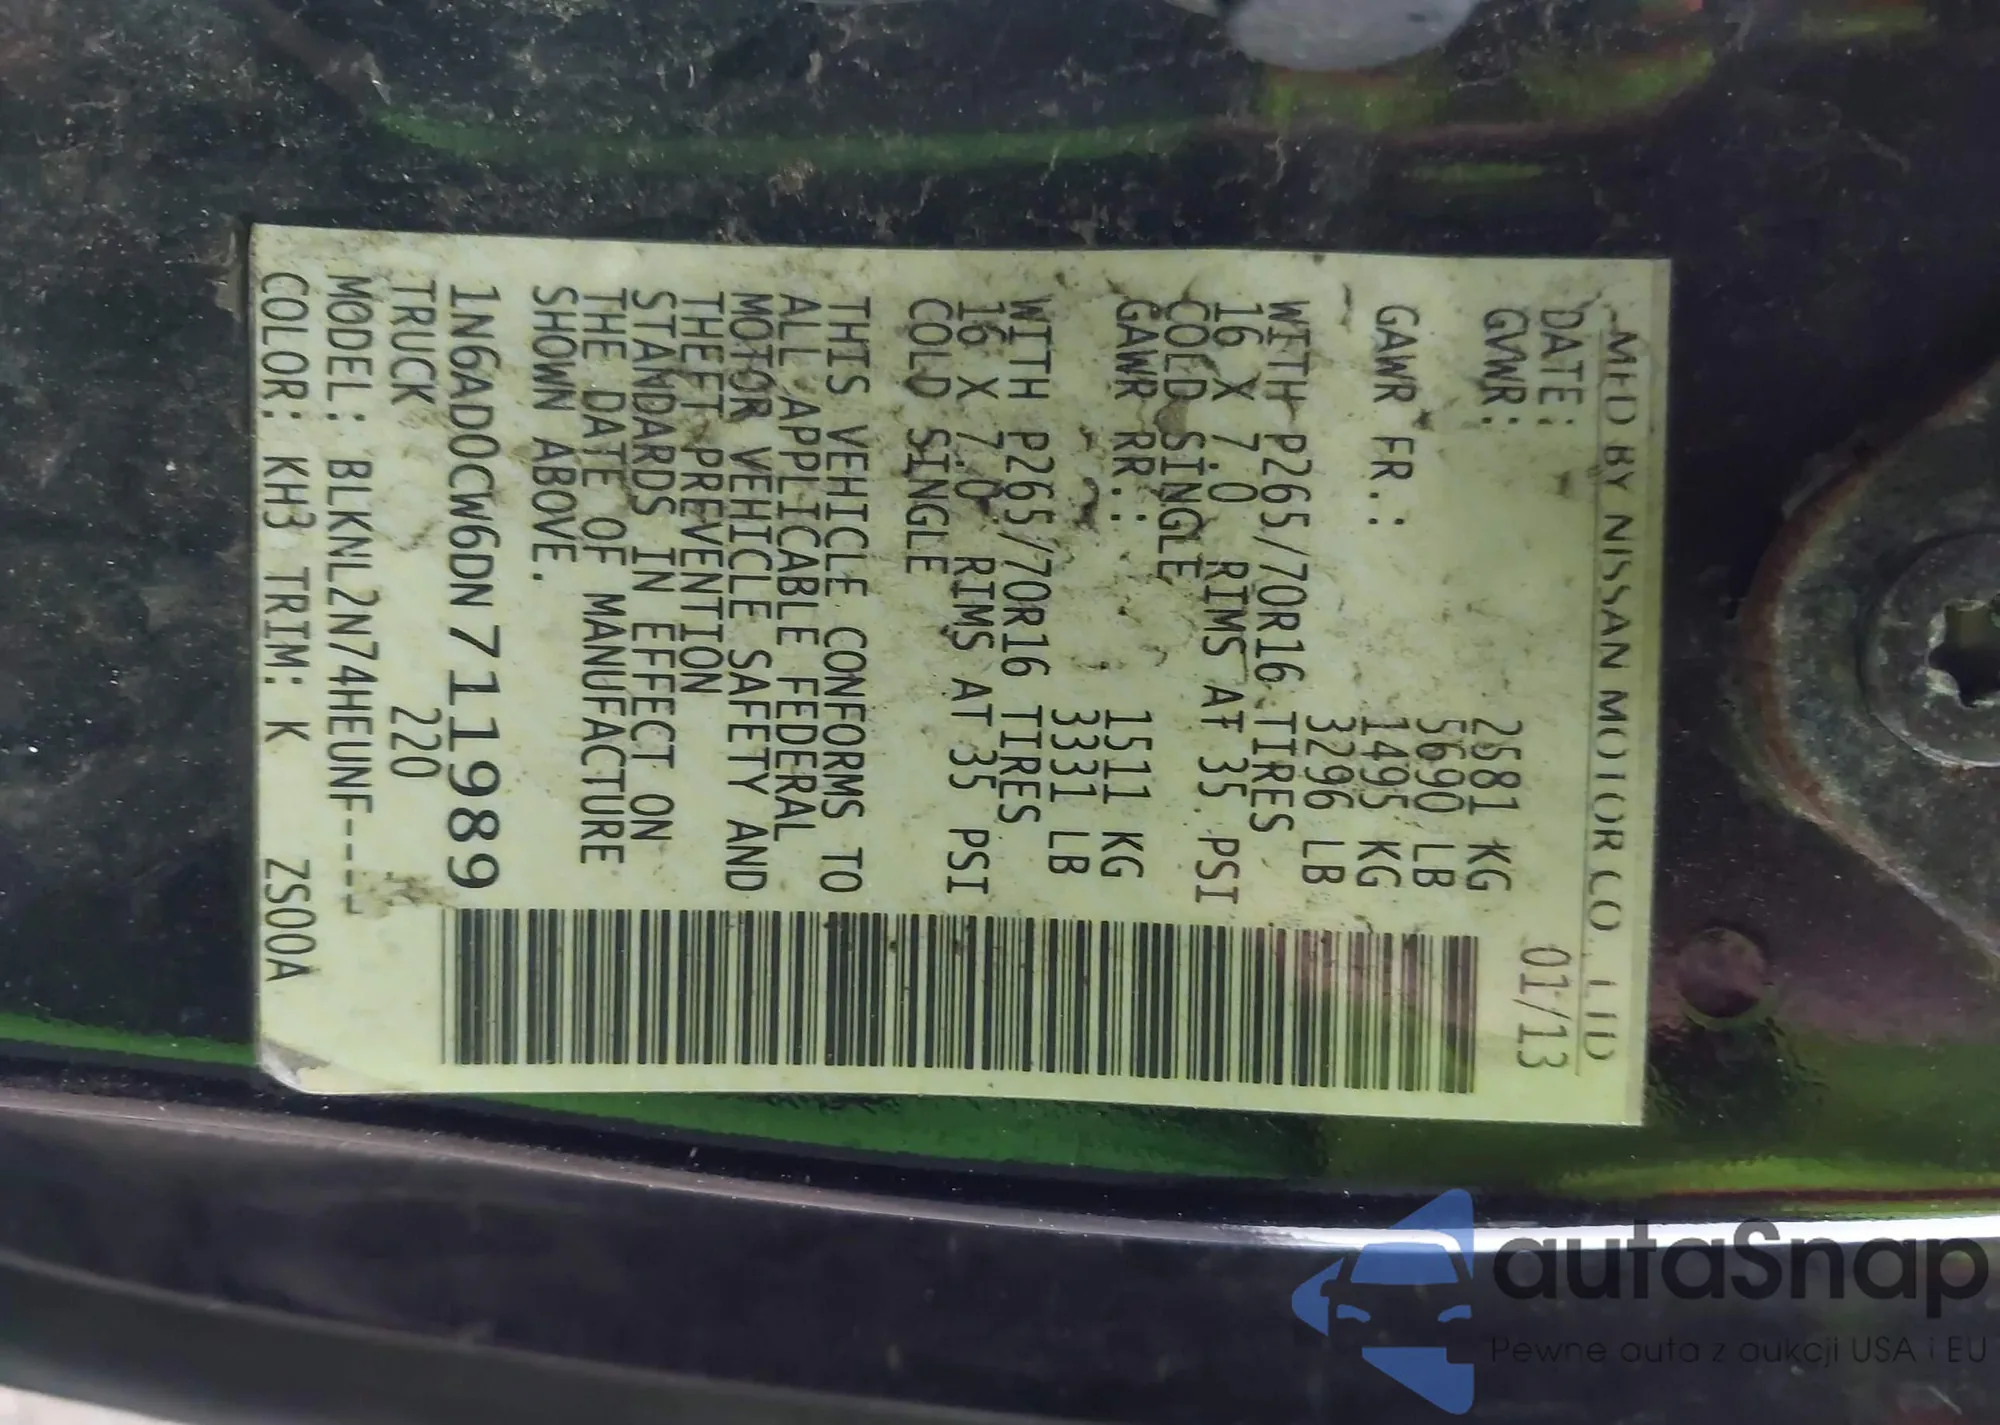 MFD BY NISSAN MOTOR CO., LTD
DATE: 01/13
GVWR: 2581 KG
5690 LB
GAWR FR.: 1495 KG
3296 LB
WITH P265/70R16 TIRES
16 X 7.0 RIMS AT 35 PSI
COLD SINGLE
GAWR RR.: 1511 KG
3331 LB
WITH P265/70R16 TIRES
16 X 7.0 RIMS AT 35 PSI
COLD SINGLE
THIS VEHICLE CONFORMS TO
ALL APPLICABLE FEDERAL
MOTOR VEHICLE SAFETY AND
THEFT PREVENTION
STANDARDS IN EFFECT ON
THE DATE OF MANUFACTURE
SHOWN ABOVE.
1N6AD0CW6DN711989
TRUCK 220
MODEL: BLKNL2N74HEUNF----
COLOR: KH3 TRIM: K ZS00A
autaSnap
Pewne auta z aukcji USA i EU